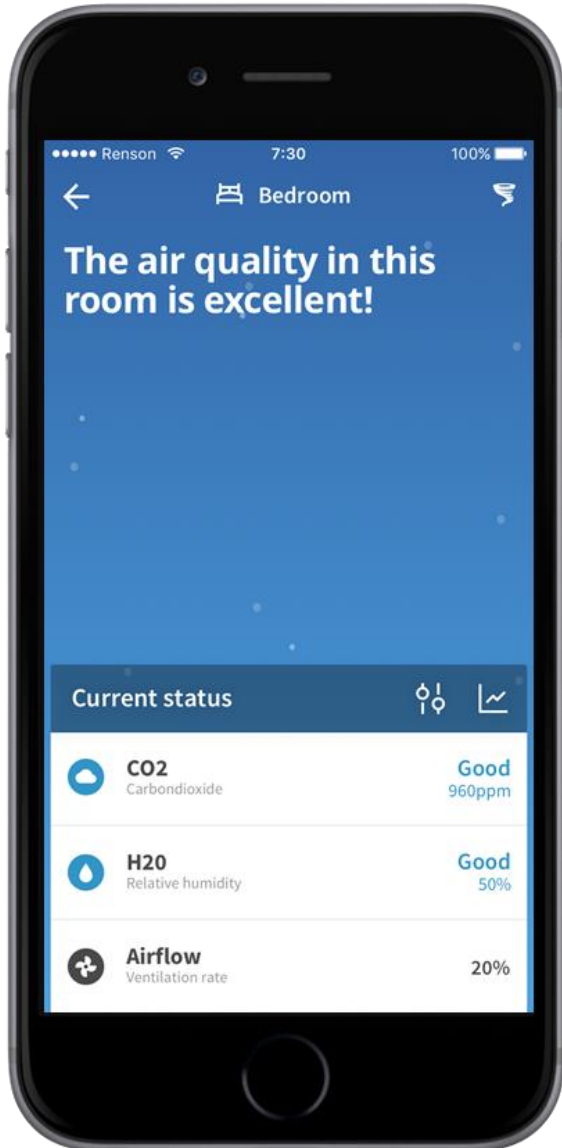 Renson 7:30 100%
Bedroom
The air quality in this
room is excellent!
Current status
CO2 Good
Carbondioxide 960ppm
H20 Good
Relative humidity 50%
Airflow 20%
Ventilation rate